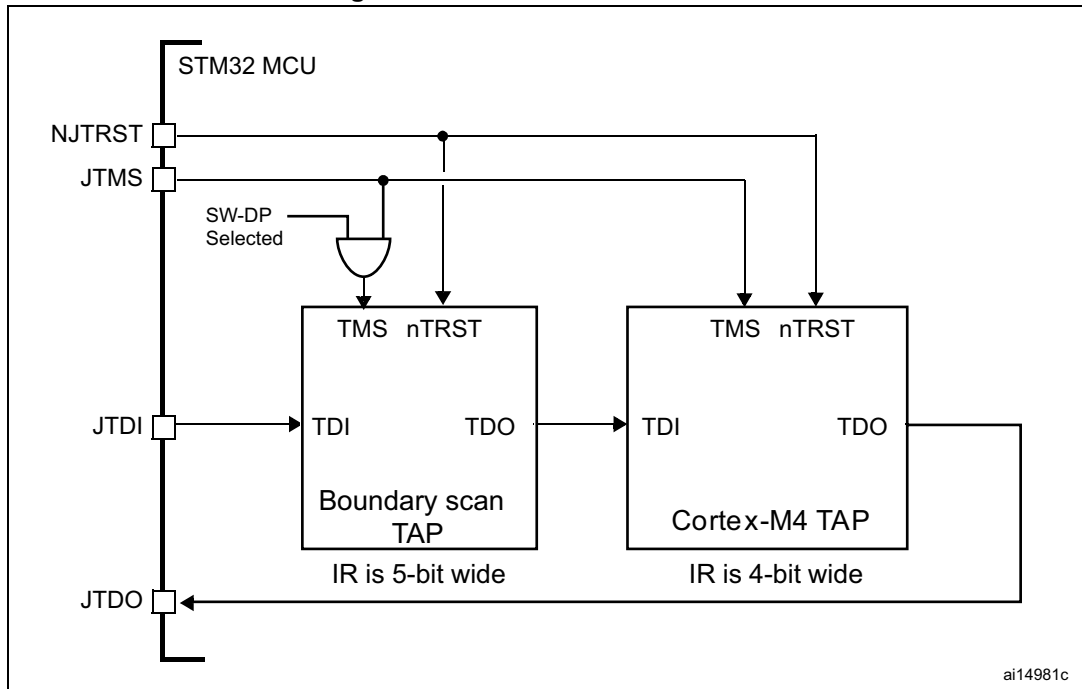 STM32 MCU
NJTRST
JTMS
SW-DP
Selected
TMS nTRST
TMS nTRST
JTDI
TDI
TDO
TDI
TDO
Boundary scan
TAP
Cortex-M4 TAP
IR is 5-bit wide
IR is 4-bit wide
JTDO
ai14981c